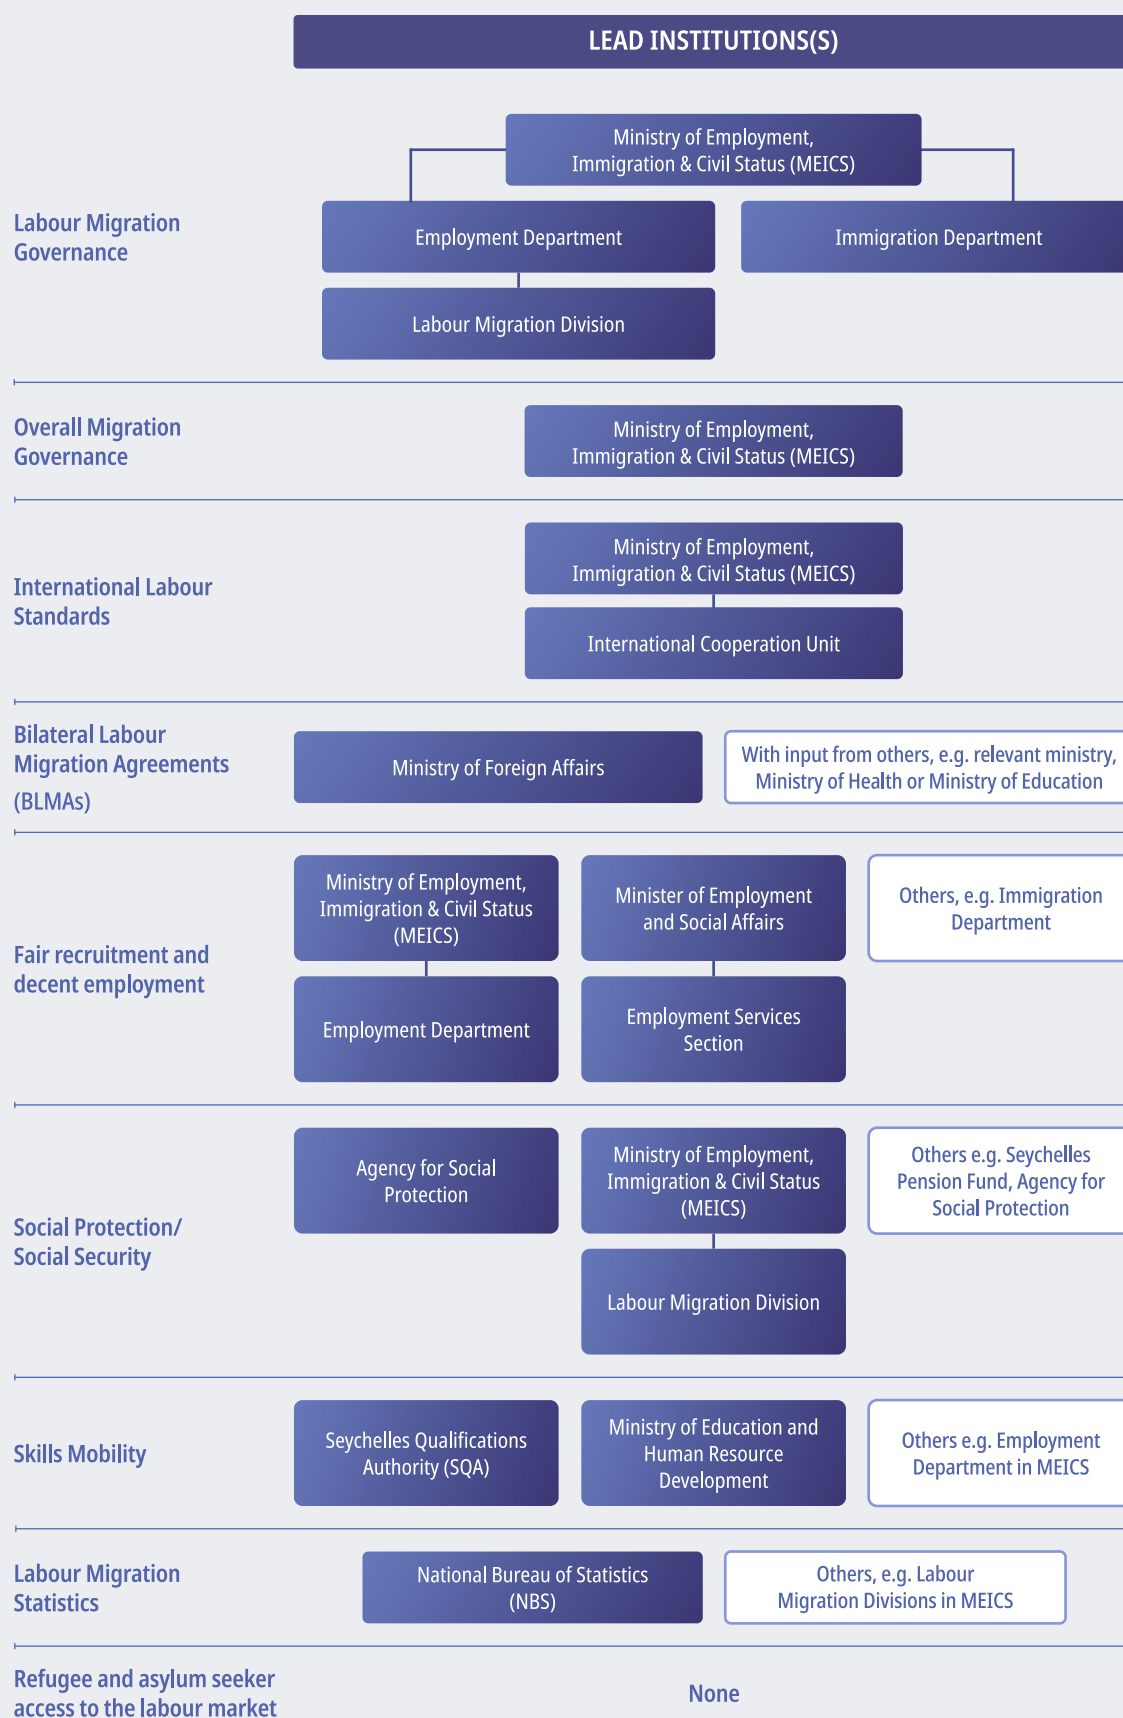 LEAD INSTITUTIONS(S)
Labour Migration
Governance
Ministry of Employment,
Immigration & Civil Status (MEICS)
Employment Department
Immigration Department
Labour Migration Division
Overall Migration
Governance
Ministry of Employment,
Immigration & Civil Status (MEICS)
International Labour
Standards
Ministry of Employment,
Immigration & Civil Status (MEICS)
International Cooperation Unit
Bilateral Labour
Migration Agreements
(BLMAs)
Ministry of Foreign Affairs
With input from others, e.g. relevant ministry,
Ministry of Health or Ministry of Education
Fair recruitment and
decent employment
Ministry of Employment,
Immigration & Civil Status
(MEICS)
Minister of Employment
and Social Affairs
Others, e.g. Immigration
Department
Employment Department
Employment Services
Section
Social Protection/
Social Security
Agency for Social
Protection
Ministry of Employment,
Immigration & Civil Status
(MEICS)
Others e.g. Seychelles
Pension Fund, Agency for
Social Protection
Labour Migration Division
Skills Mobility
Seychelles Qualifications
Authority (SQA)
Ministry of Education and
Human Resource
Development
Others e.g. Employment
Department in MEICS
Labour Migration
Statistics
National Bureau of Statistics
(NBS)
Others, e.g. Labour
Migration Divisions in MEICS
Refugee and asylum seeker
access to the labour market
None